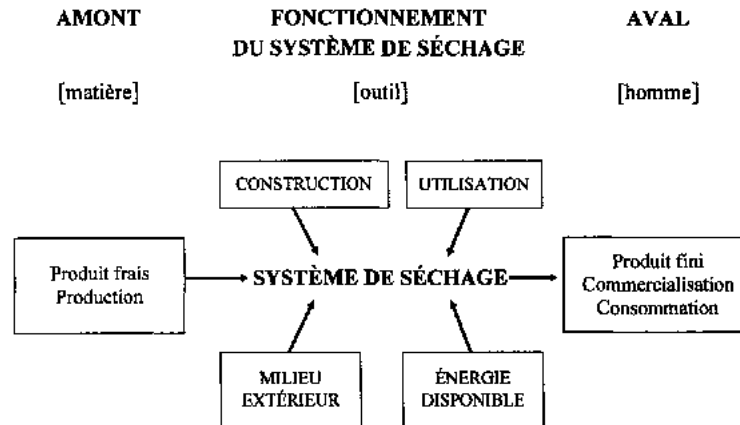 AMONT
FONCTIONNEMENT
DU SYSTÈME DE SÉCHAGE
AVAL
[matière]
[outil]
[homme]
CONSTRUCTION
UTILISATION
Produit frais
Production
SYSTÈME DE SÉCHAGE
Produit fini
Commercialisation
Consommation
MILIEU
EXTÉRIEUR
ÉNERGIE
DISPONIBLE